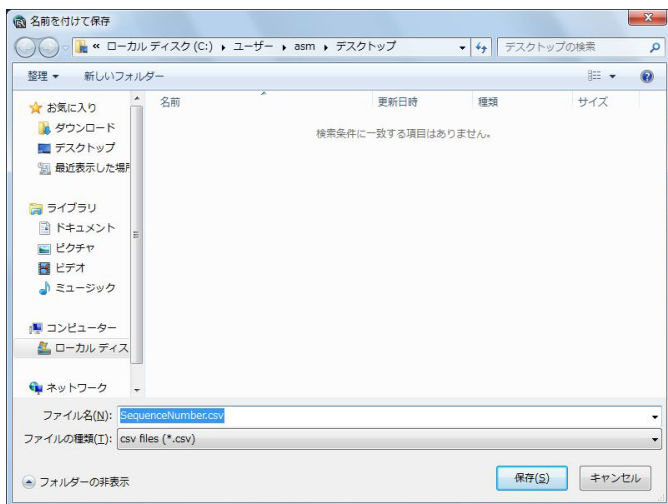 名前を付けて保存
« ローカル ディスク (C:) ▸ ユーザー ▸ asm ▸ デスクトップ
デスクトップの検索
整理 ▼ 新しいフォルダー
お気に入り
ダウンロード
デスクトップ
最近表示した場所
ライブラリ
ドキュメント
ピクチャ
ビデオ
ミュージック
コンピューター
ローカル ディス
ネットワーク
名前 更新日時 種類 サイズ
検索条件に一致する項目はありません。
ファイル名(N): SequenceNumber.csv
ファイルの種類(T): csv files (*.csv)
フォルダーの非表示
保存(S) キャンセル